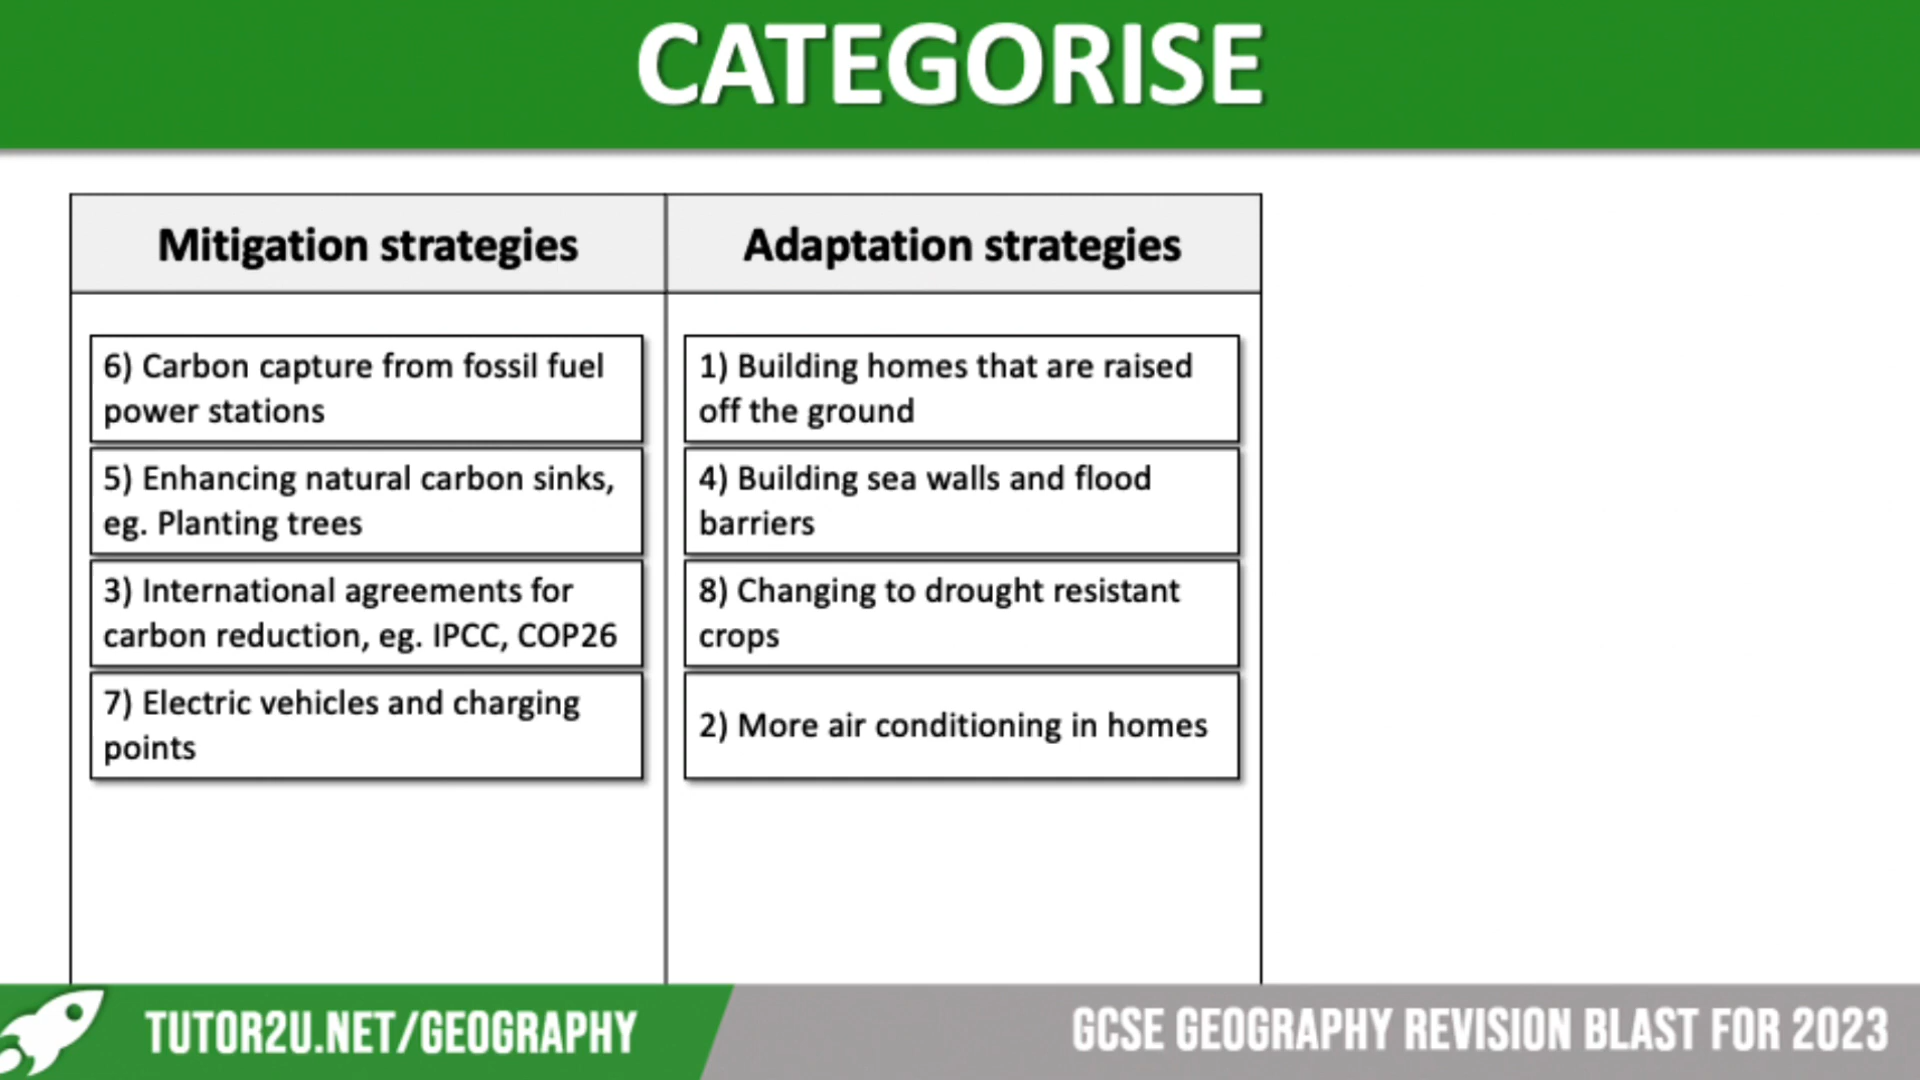 CATEGORISE
Mitigation strategies
Adaptation strategies
6) Carbon capture from fossil fuel
power stations
5) Enhancing natural carbon sinks,
eg. Planting trees
3) International agreements for
carbon reduction, eg. IPCC, COP26
7) Electric vehicles and charging
points
1) Building homes that are raised
off the ground
4) Building sea walls and flood
barriers
8) Changing to drought resistant
crops
2) More air conditioning in homes
TUTOR2U.NET/GEOGRAPHY
GCSE GEOGRAPHY REVISION BLAST FOR 2023